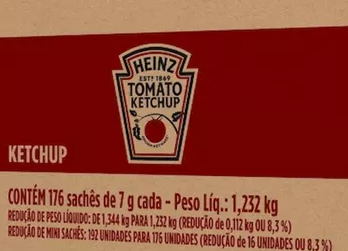 HEINZ
ESTD 1869
TOMATO
KETCHUP
KETCHUP
CONTÉM 176 sachês de 7 g cada - Peso Líq.: 1,232 kg
REDUÇÃO DE PESO LÍQUIDO: DE 1,344 kg PARA 1,232 kg (REDUÇÃO DE 0,112 kg OU 8,3 %)
REDUÇÃO DE MINI SACHÊS: 192 UNIDADES PARA 176 UNIDADES (REDUÇÃO DE 16 UNIDADES OU 8,3 %)